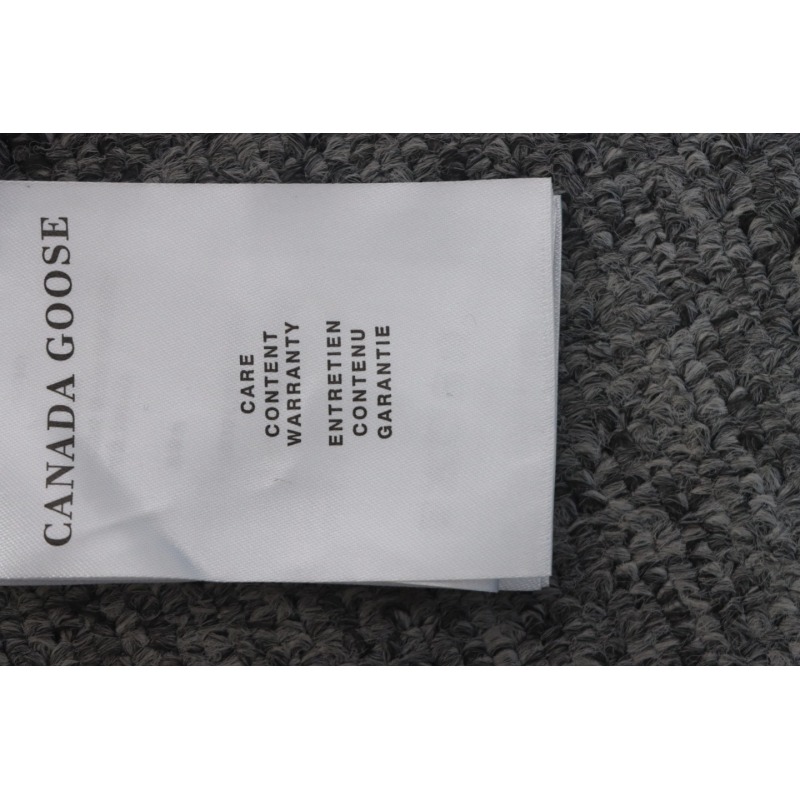 CANADA GOOSE
CARE
CONTENT
WARRANTY
ENTRETIEN
CONTENU
GARANTIE